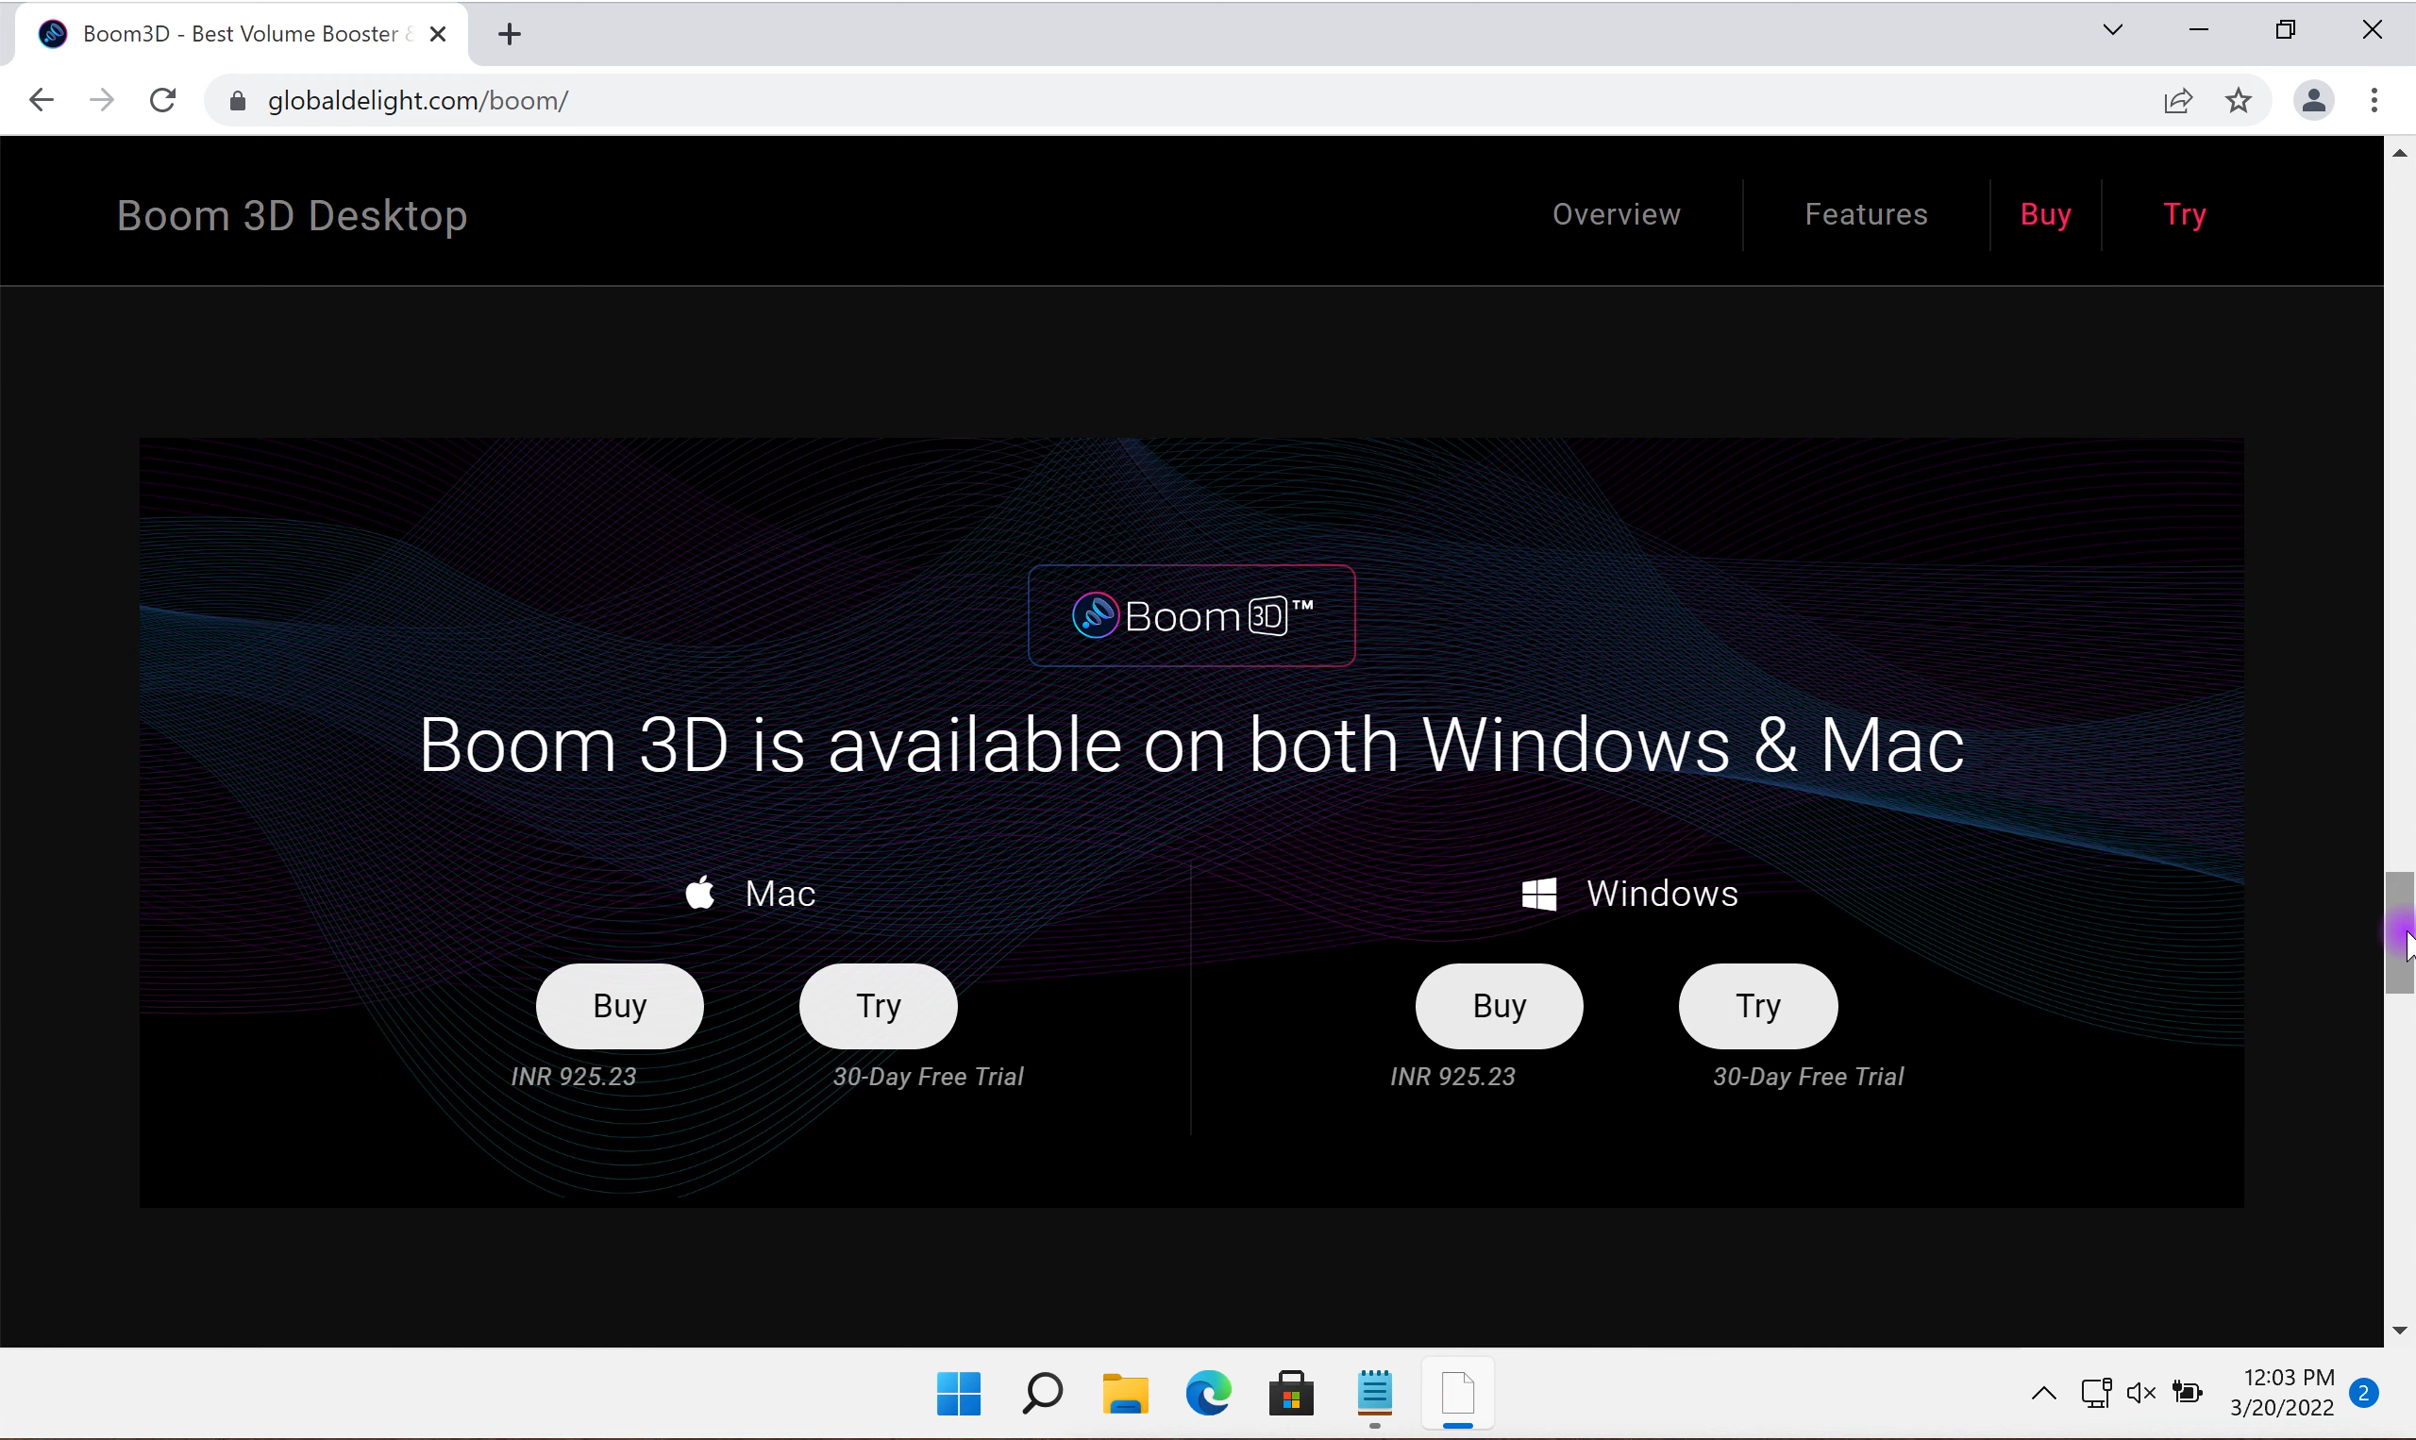 Boom3D - Best Volume Booster &
globaldelight.com/boom/
Boom 3D Desktop
Overview
Features
Buy
Try
Boom 3D™
Boom 3D is available on both Windows & Mac
Mac
Windows
Buy
Try
Buy
Try
INR 925.23
30-Day Free Trial
INR 925.23
30-Day Free Trial
12:03 PM
3/20/2022
2